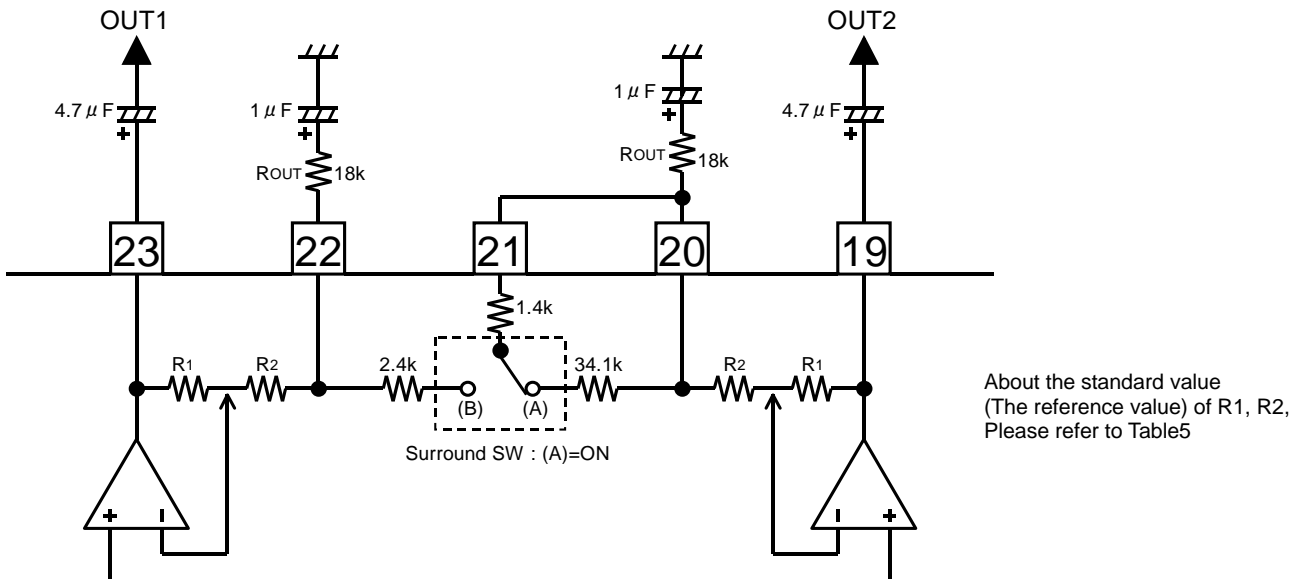 OUT1 OUT2
4.7 μ F 1 μ F 1 μ F 4.7 μ F
+ + + +
ROUT 18k ROUT 18k
23 22 21 20 19
1.4k
R1 R2 2.4k 34.1k R2 R1
(B) (A)
Surround SW : (A)=ON
About the standard value
(The reference value) of R1, R2,
Please refer to Table5
+ - - +